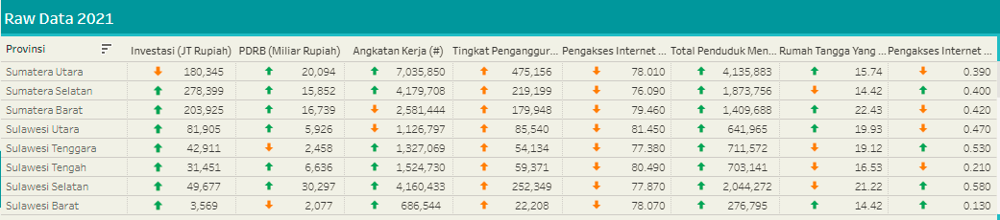 Raw Data 2021
Provinsi Investasi (JT Rupiah) PDRB (Miliar Rupiah) Angkatan Kerja (#) Tingkat Penganggur... Pengakses Internet ... Total Penduduk Men... Rumah Tangga Yang ... Pengakses Internet ...
Sumatera Utara 180,345 20,094 7,035,850 475,156 78.010 4,135,883 15.74 0.390
Sumatera Selatan 278,399 15,852 4,179,708 219,199 76.090 1,873,756 14.42 0.400
Sumatera Barat 203,925 16,739 2,581,444 179,948 79.460 1,409,688 22.43 0.420
Sulawesi Utara 81,905 5,926 1,126,797 85,540 81.450 641,965 19.93 0.470
Sulawesi Tenggara 42,911 2,458 1,327,069 54,134 77.380 711,572 19.12 0.530
Sulawesi Tengah 31,451 6,636 1,524,730 59,371 80.490 703,141 16.53 0.210
Sulawesi Selatan 49,677 30,297 4,160,433 252,349 77.870 2,044,272 21.22 0.580
Sulawesi Barat 3,569 2,077 686,544 22,208 78.070 276,795 14.42 0.130